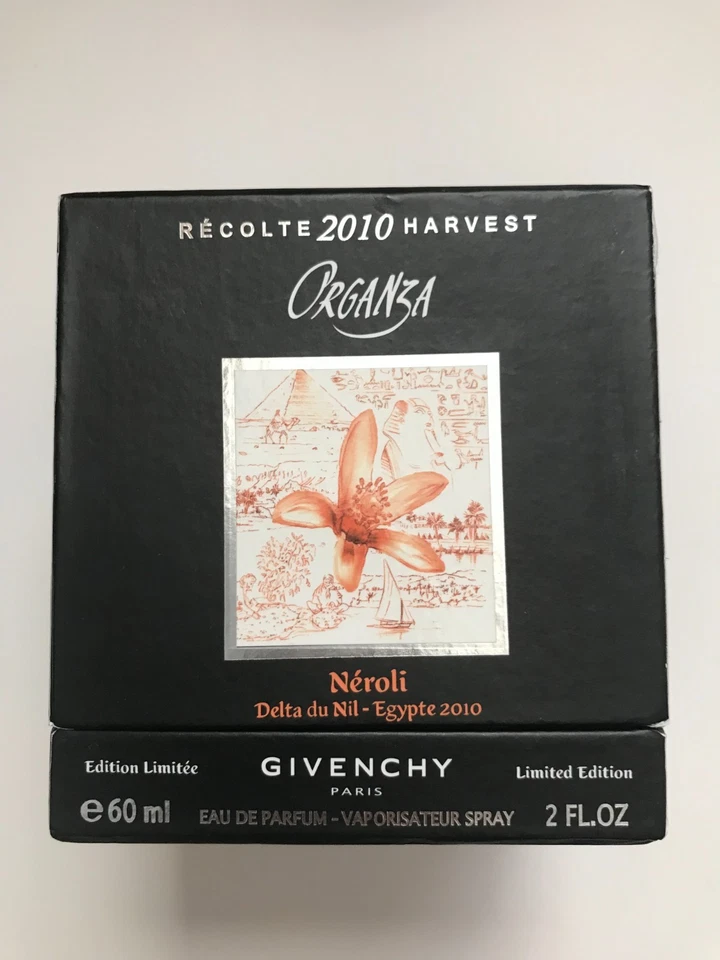 RÉCOLTE 2010 HARVEST
ORGANZA
Néroli
Delta du Nil - Egypte 2010
Edition Limitée
GIVENCHY
PARIS
Limited Edition
e 60 ml
EAU DE PARFUM - VAPORISATEUR SPRAY
2 FL.OZ